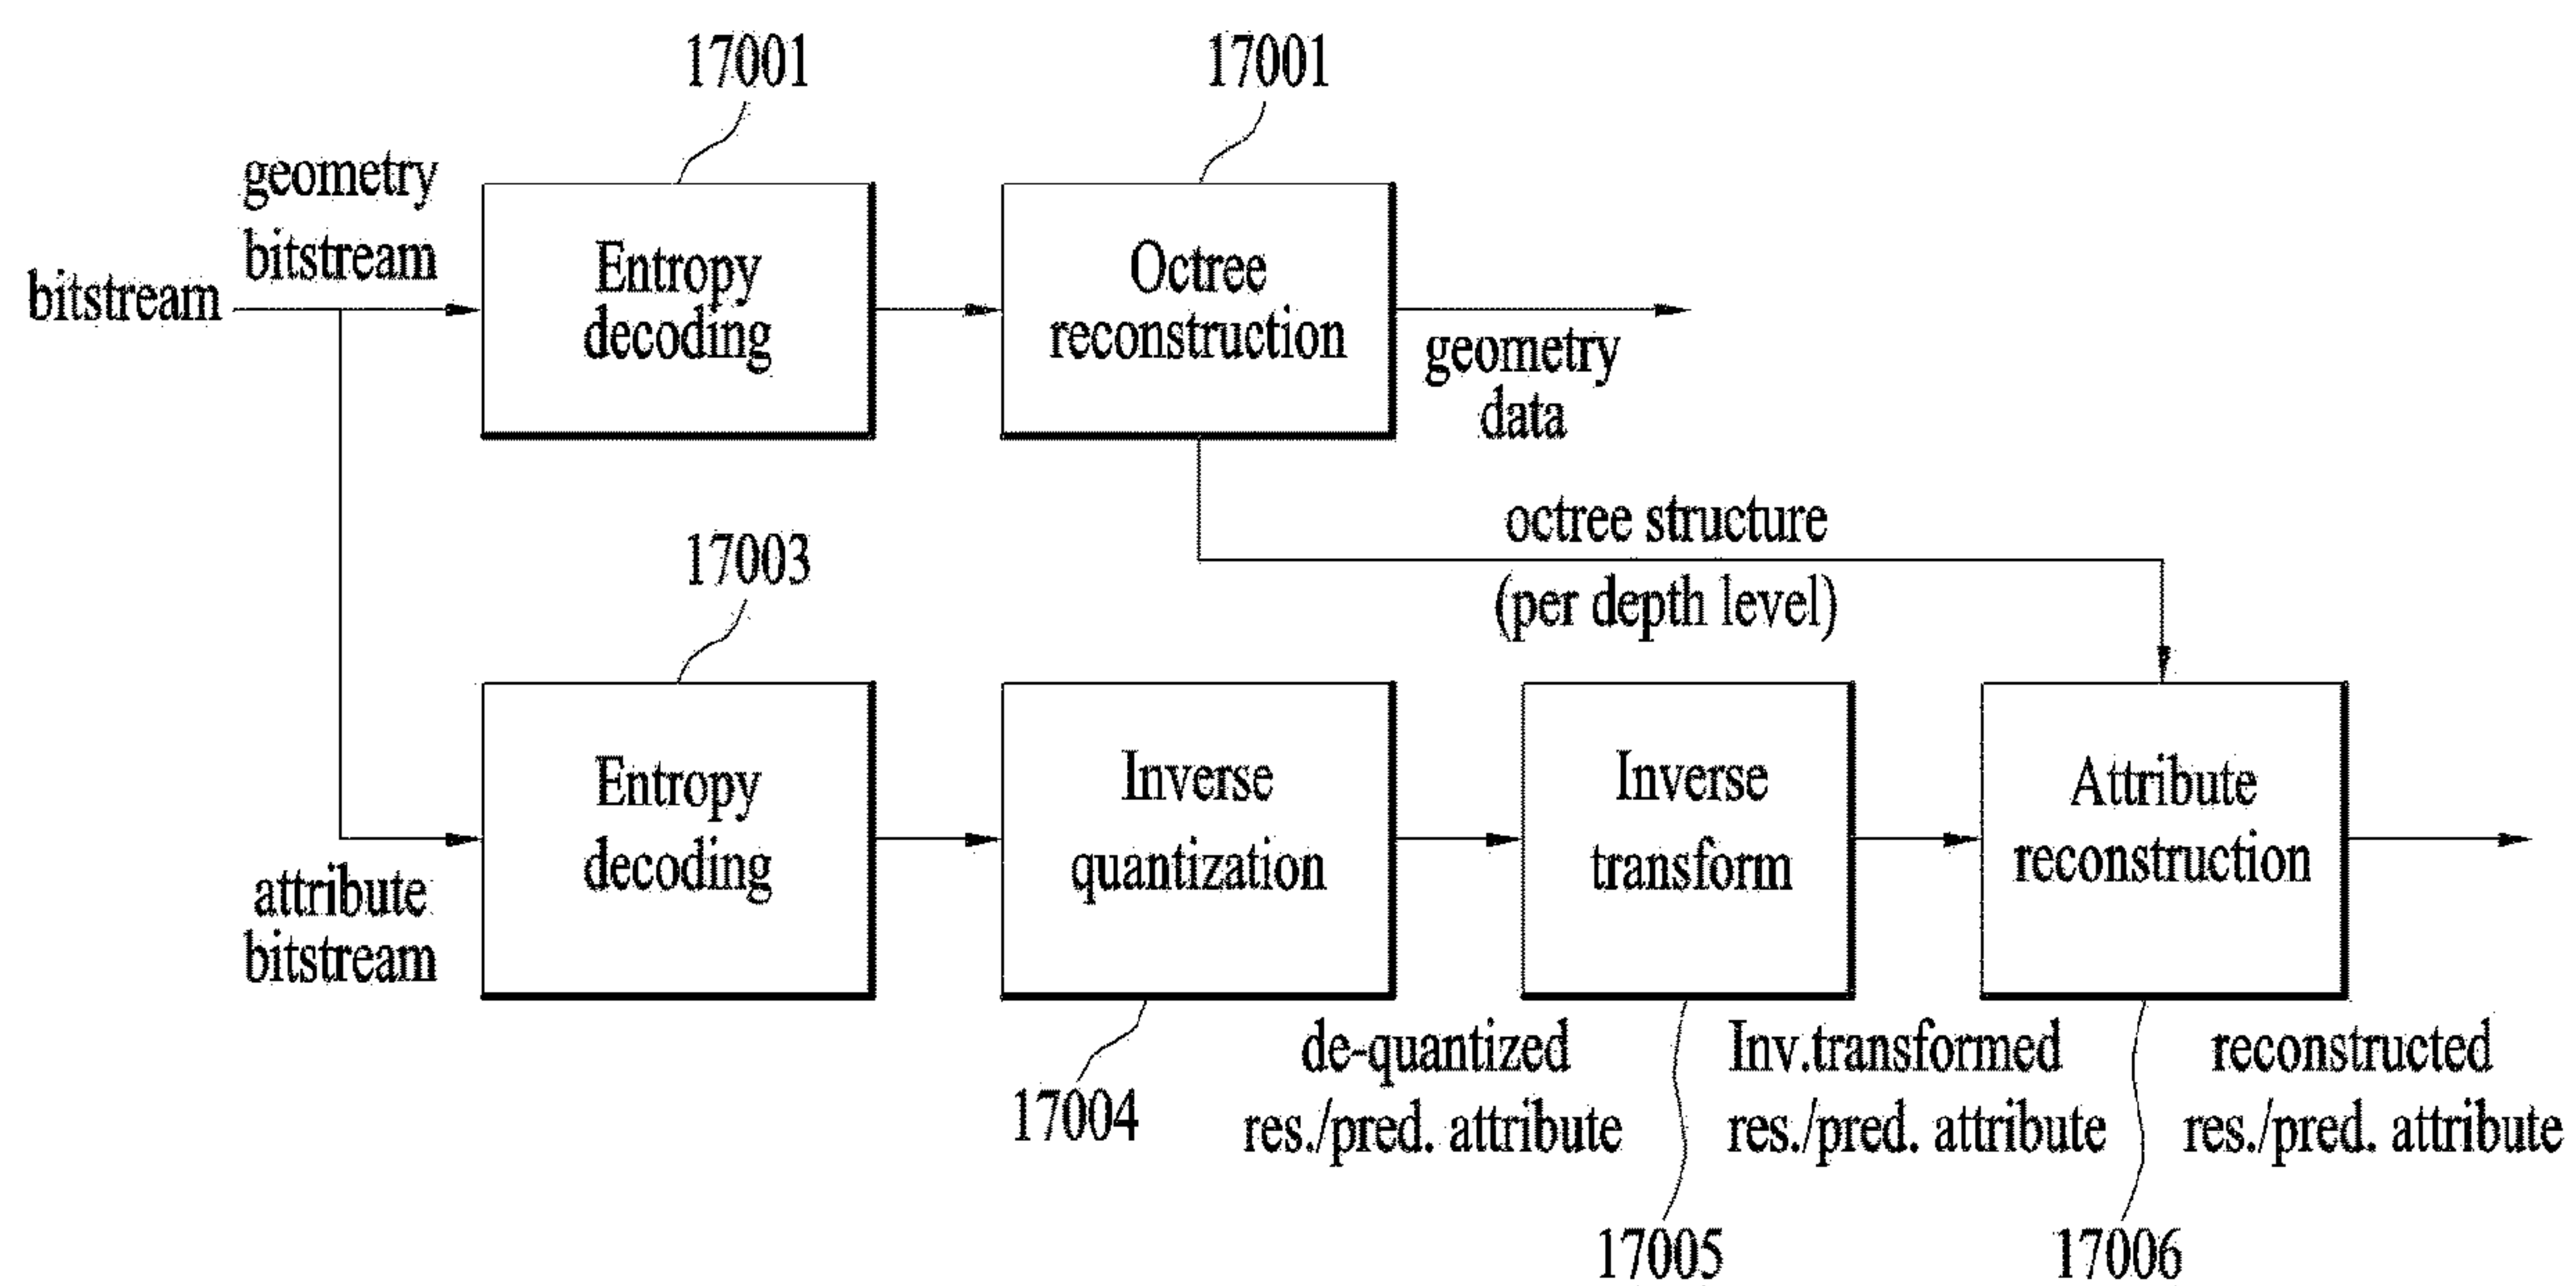 17001
17001
geometry
bitstream
bitstream
Entropy
decoding
Octree
reconstruction
geometry
data
octree structure
(per depth level)
17003
attribute
bitstream
Entropy
decoding
Inverse
quantization
Inverse
transform
Attribute
reconstruction
17004
de-quantized
res./pred. attribute
17005
Inv.transformed
res./pred. attribute
17006
reconstructed
res./pred. attribute